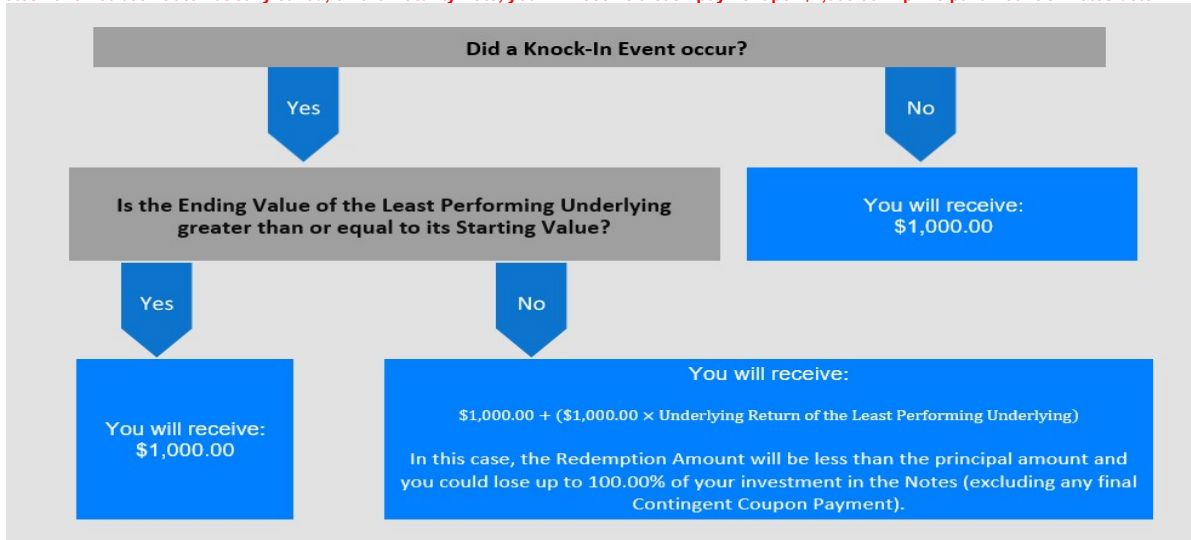 Did a Knock-In Event occur?
Yes
No
Is the Ending Value of the Least Performing Underlying
greater than or equal to its Starting Value?
You will receive:
$1,000.00
Yes
No
You will receive:
$1,000.00
You will receive:
$1,000.00 + ($1,000.00 × Underlying Return of the Least Performing Underlying)
In this case, the Redemption Amount will be less than the principal amount and
you could lose up to 100.00% of your investment in the Notes (excluding any final
Contingent Coupon Payment).